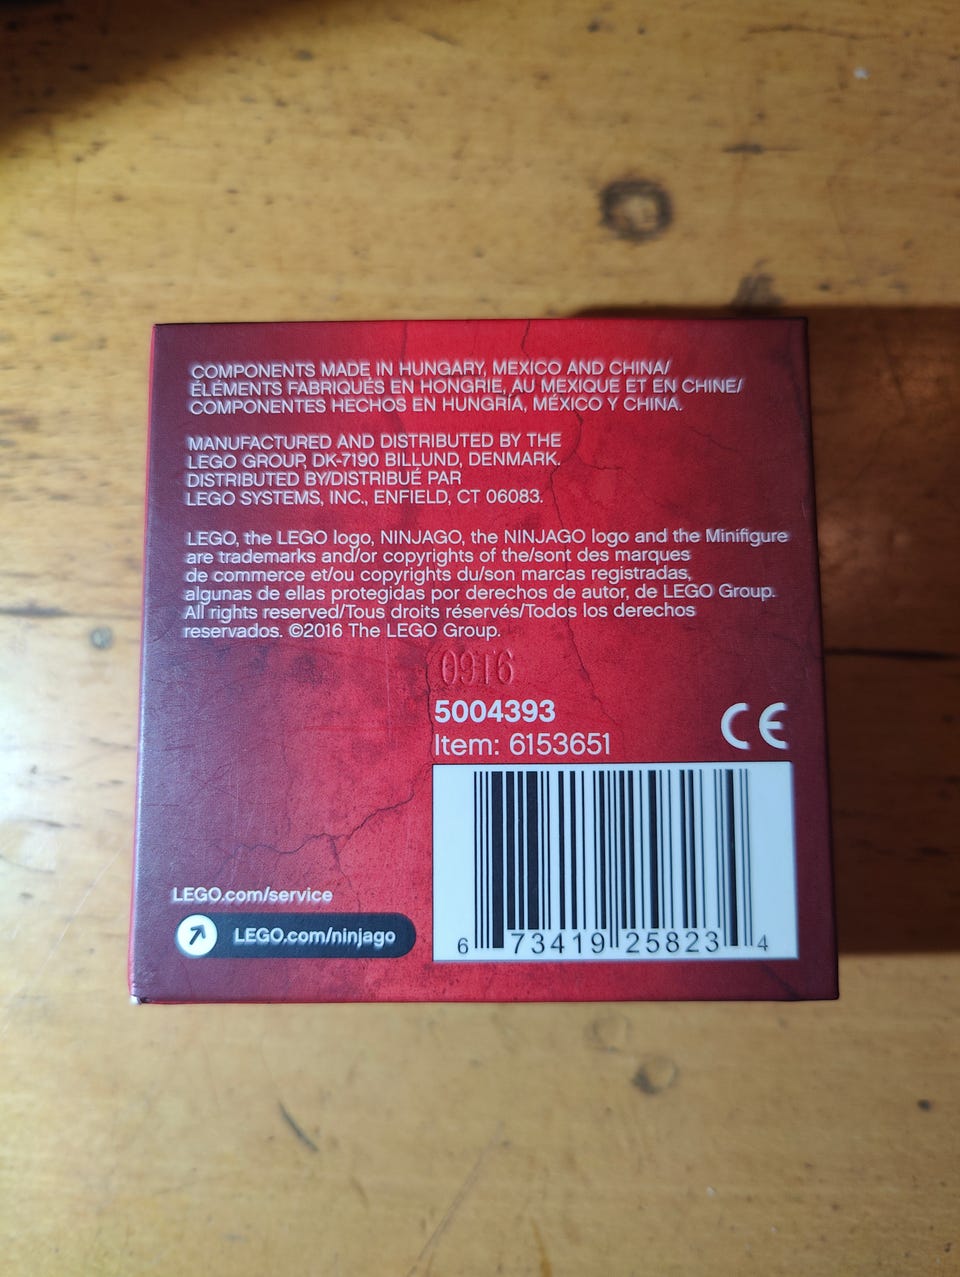 COMPONENTS MADE IN HUNGARY, MEXICO AND CHINA/
ÉLÉMENTS FABRIQUÉS EN HONGRIE, AU MEXIQUE ET EN CHINE/
COMPONENTES HECHOS EN HUNGRÍA, MÉXICO Y CHINA.
MANUFACTURED AND DISTRIBUTED BY THE
LEGO GROUP, DK-7190 BILLUND, DENMARK.
DISTRIBUTED BY/DISTRIBUÉ PAR
LEGO SYSTEMS, INC., ENFIELD, CT 06083.
LEGO, the LEGO logo, NINJAGO, the NINJAGO logo and the Minifigure
are trademarks and/or copyrights of the/sont des marques
de commerce et/ou copyrights du/son marcas registradas,
algunas de ellas protegidas por derechos de autor, de LEGO Group.
All rights reserved/Tous droits réservés/Todos los derechos
reservados. ©2016 The LEGO Group.
09T6
5004393
Item: 6153651
CE
6 73419 25823 4
LEGO.com/service
LEGO.com/ninjago